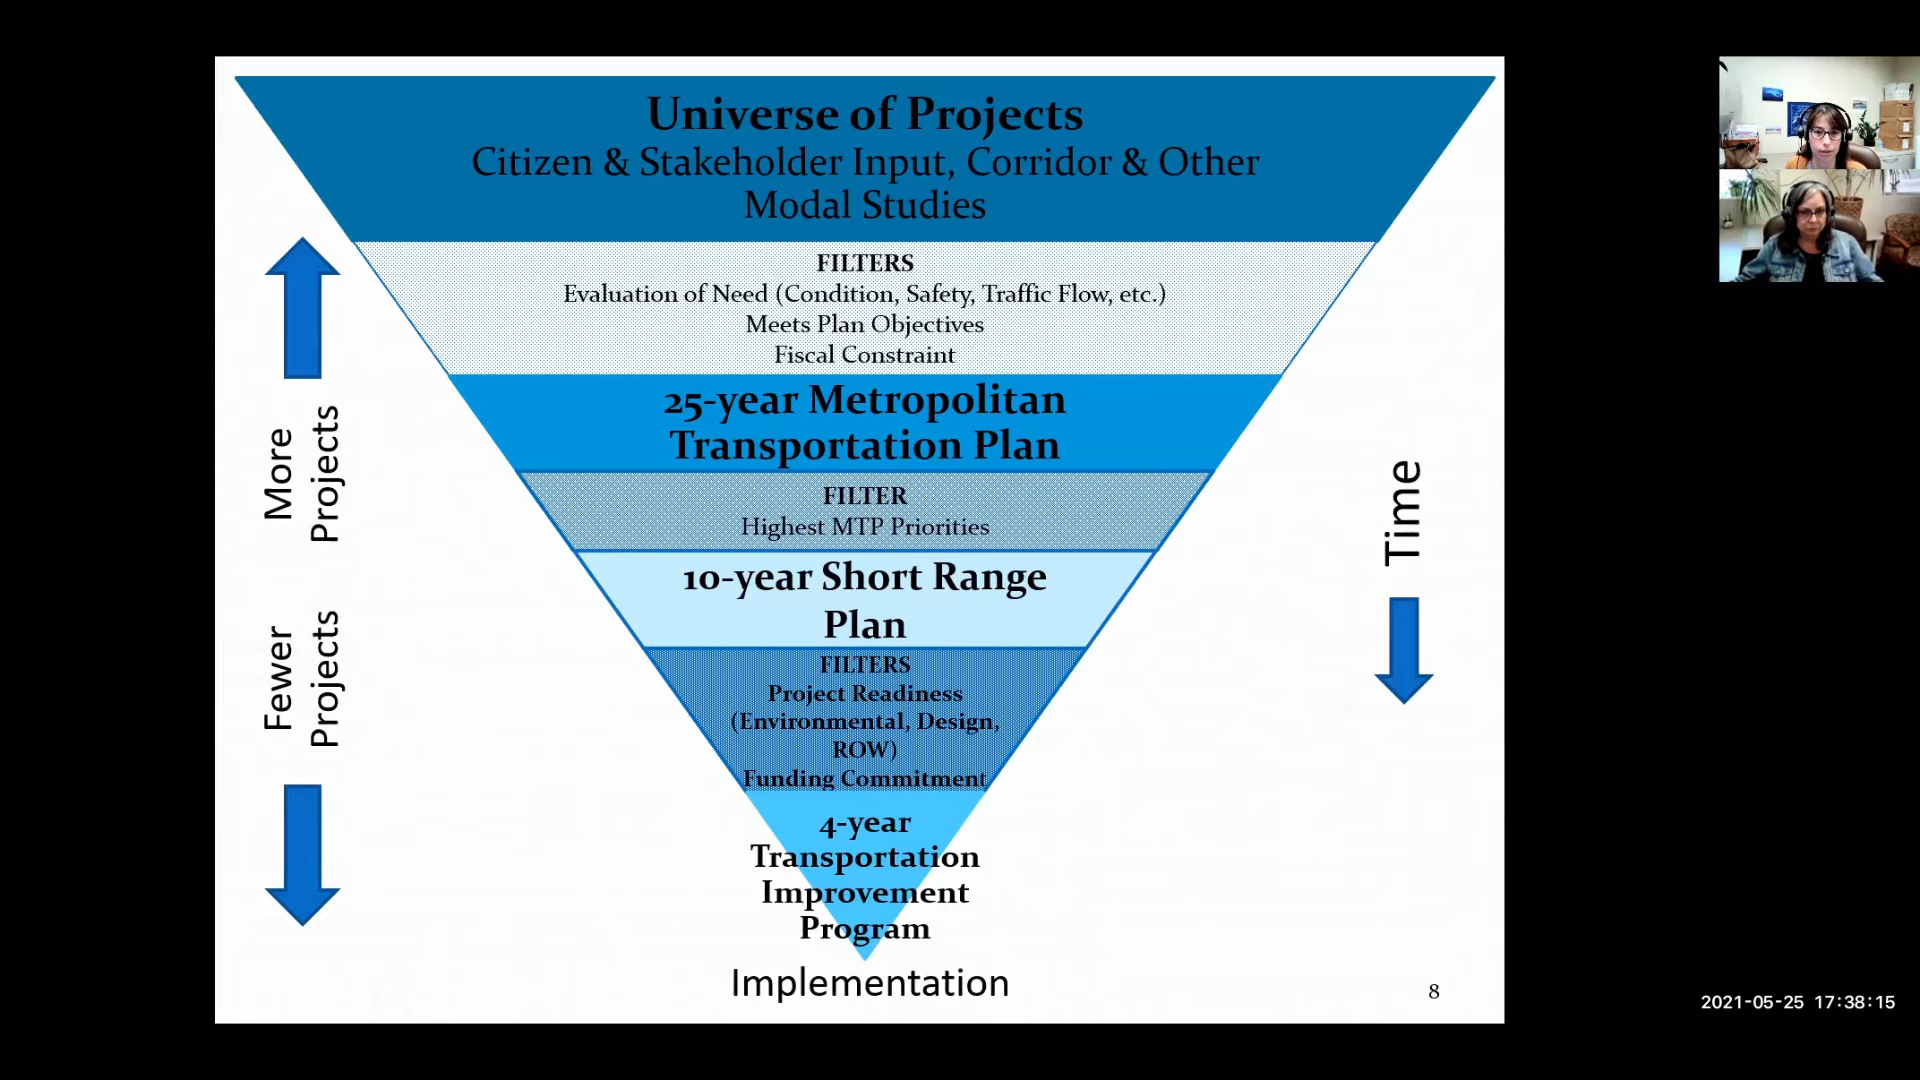 Universe of Projects
Citizen & Stakeholder Input, Corridor & Other
Modal Studies
FILTERS
Evaluation of Need (Condition, Safety, Traffic Flow, etc.)
Meets Plan Objectives
Fiscal Constraint
25-year Metropolitan
Transportation Plan
FILTER
Highest MTP Priorities
10-year Short Range
Plan
FILTERS
Project Readiness
(Environmental, Design,
ROW)
Funding Commitment
4-year
Transportation
Improvement
Program
Implementation
More
Projects
Fewer
Projects
Time
8
2021-05-25 17:38:15